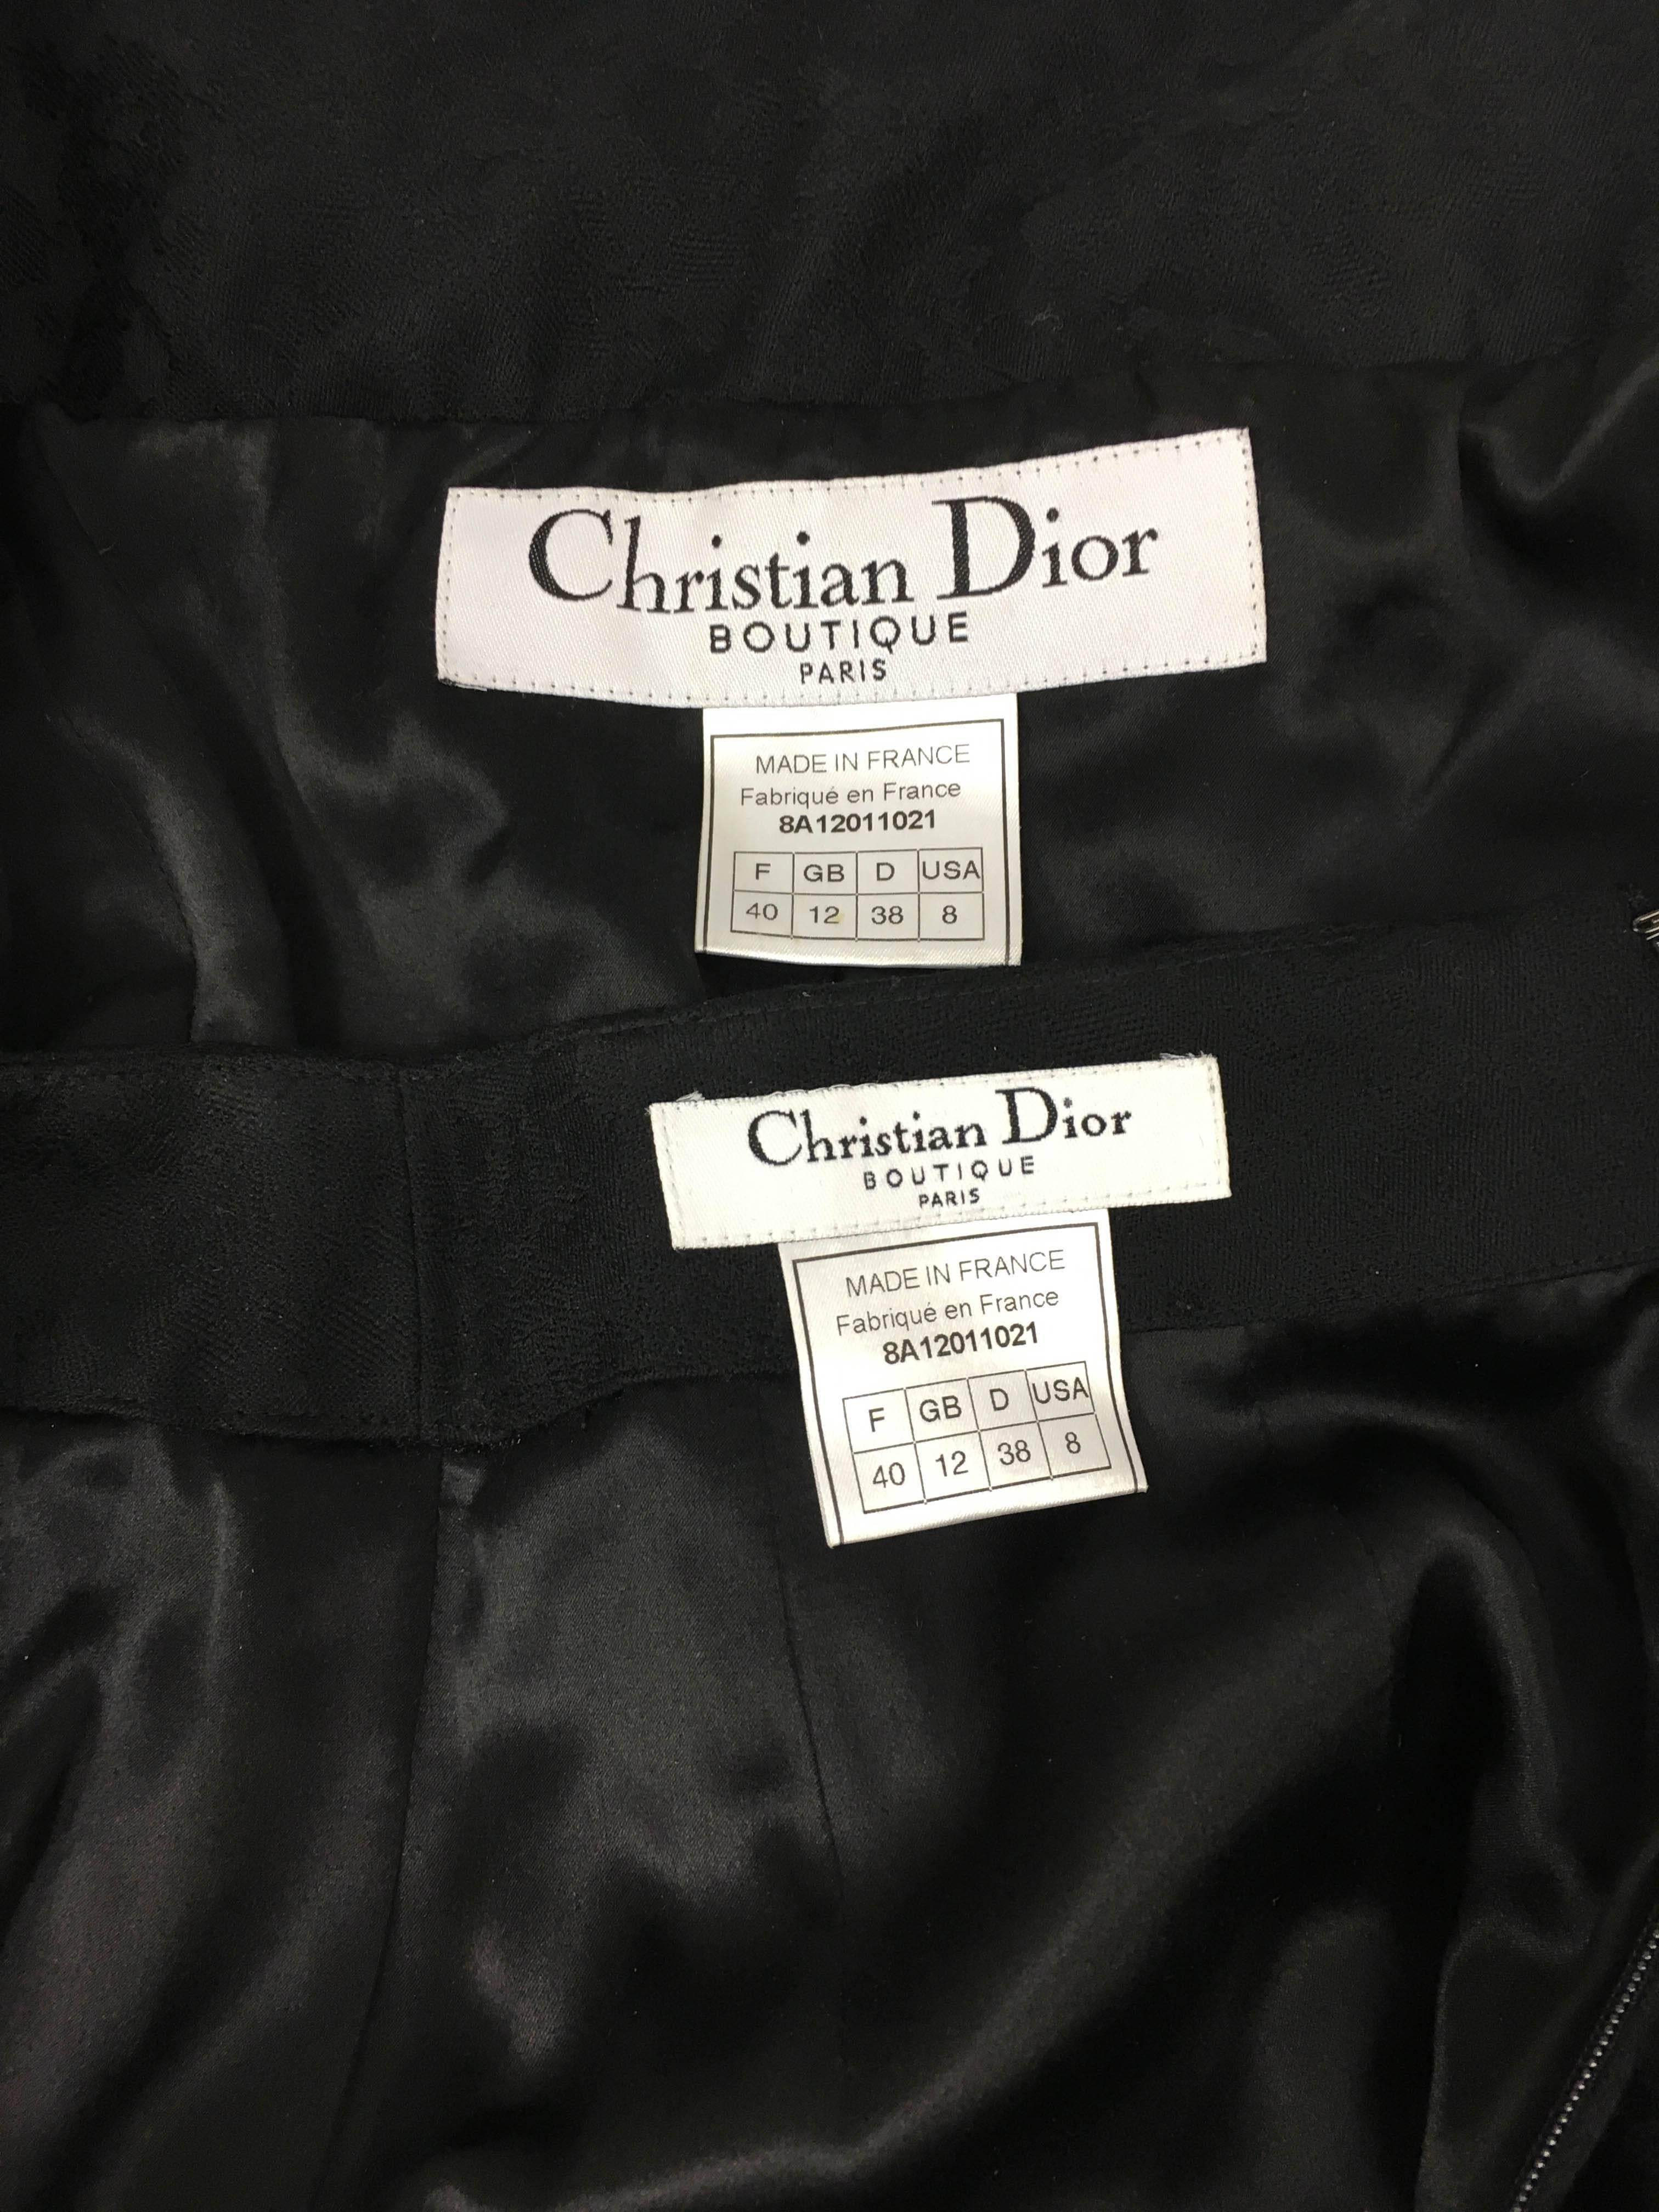 Christian Dior
BOUTIQUE
PARIS
MADE IN FRANCE
Fabriqué en France
8A12011021
F GB D USA
40 12 38 8
Christian Dior
BOUTIQUE
PARIS
MADE IN FRANCE
Fabriqué en France
8A12011021
F GB D USA
40 12 38 8